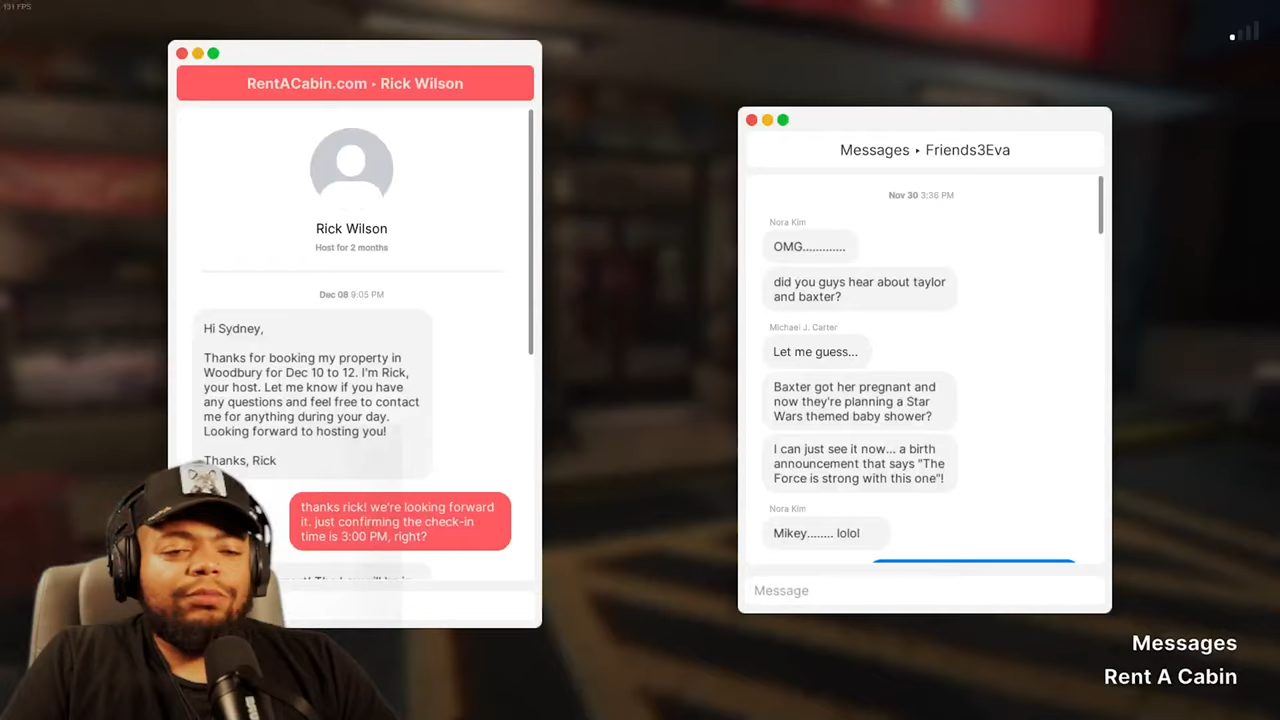 131 FPS
RentACabin.com • Rick Wilson
Rick Wilson
Host for 2 months
Dec 08 9:05 PM
Hi Sydney,
Thanks for booking my property in
Woodbury for Dec 10 to 12. I'm Rick,
your host. Let me know if you have
any questions and feel free to contact
me for anything during your day.
Looking forward to hosting you!
Thanks, Rick
thanks rick! we're looking forward
it. just confirming the check-in
time is 3:00 PM, right?
Messages ‣ Friends3Eva
Nov 30 3:36 PM
Nora Kim
OMG.............
did you guys hear about taylor
and baxter?
Michael J. Carter
Let me guess...
Baxter got her pregnant and
now they're planning a Star
Wars themed baby shower?
I can just see it now... a birth
announcement that says "The
Force is strong with this one"!
Nora Kim
Mikey........ lolol
Message
Messages
Rent A Cabin